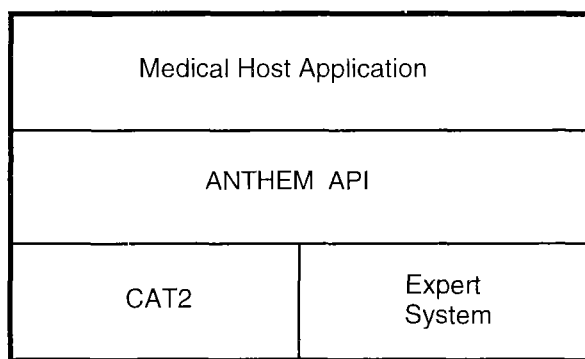 Medical Host Application
ANTHEM API
CAT2
Expert
System